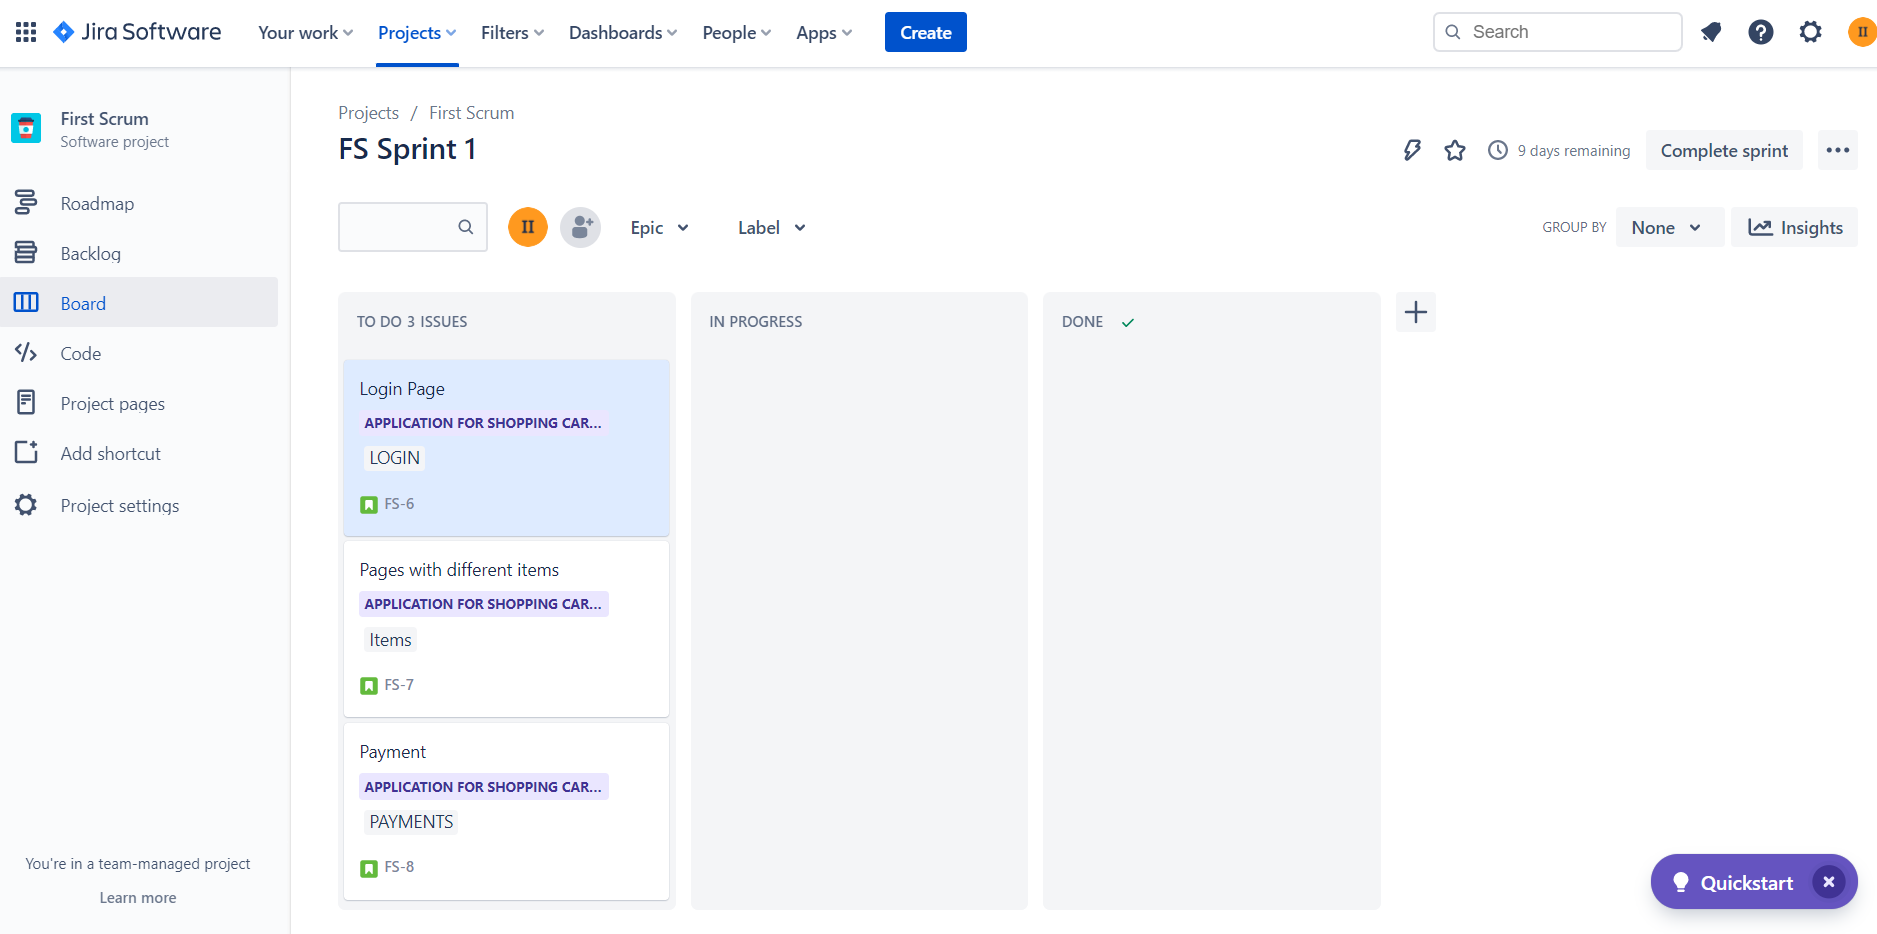 Jira Software
Your work
Projects
Filters
Dashboards
People
Apps
Create
Search
II
First Scrum
Software project
Roadmap
Backlog
Board
Code
Project pages
Add shortcut
Project settings
You're in a team-managed project
Learn more
Projects / First Scrum
FS Sprint 1
9 days remaining
Complete sprint
II
Epic
Label
GROUP BY
None
Insights
TO DO 3 ISSUES
Login Page
APPLICATION FOR SHOPPING CAR...
LOGIN
FS-6
Pages with different items
APPLICATION FOR SHOPPING CAR...
Items
FS-7
Payment
APPLICATION FOR SHOPPING CAR...
PAYMENTS
FS-8
IN PROGRESS
DONE
Quickstart